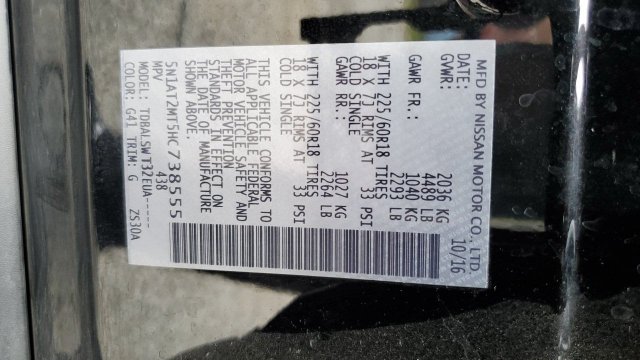 MFD BY NISSAN MOTOR CO., LTD.
DATE: 10/16
GVWR: 2036 KG
4489 LB
GAWR FR.: 1040 KG
2293 LB
WITH 225/60R18 TIRES
18 X 7J RIMS AT 33 PSI
COLD SINGLE
GAWR RR.: 1027 KG
2264 LB
WITH 225/60R18 TIRES
18 X 7J RIMS AT 33 PSI
COLD SINGLE
THIS VEHICLE CONFORMS TO
ALL APPLICABLE FEDERAL
MOTOR VEHICLE SAFETY AND
THEFT PREVENTION
STANDARDS IN EFFECT ON
THE DATE OF MANUFACTURE
SHOWN ABOVE.
5N1AT2MT5HC738555
MPV 438
MODEL: TDBALSWT32EUA-----
COLOR: G41 TRIM: G ZS30A